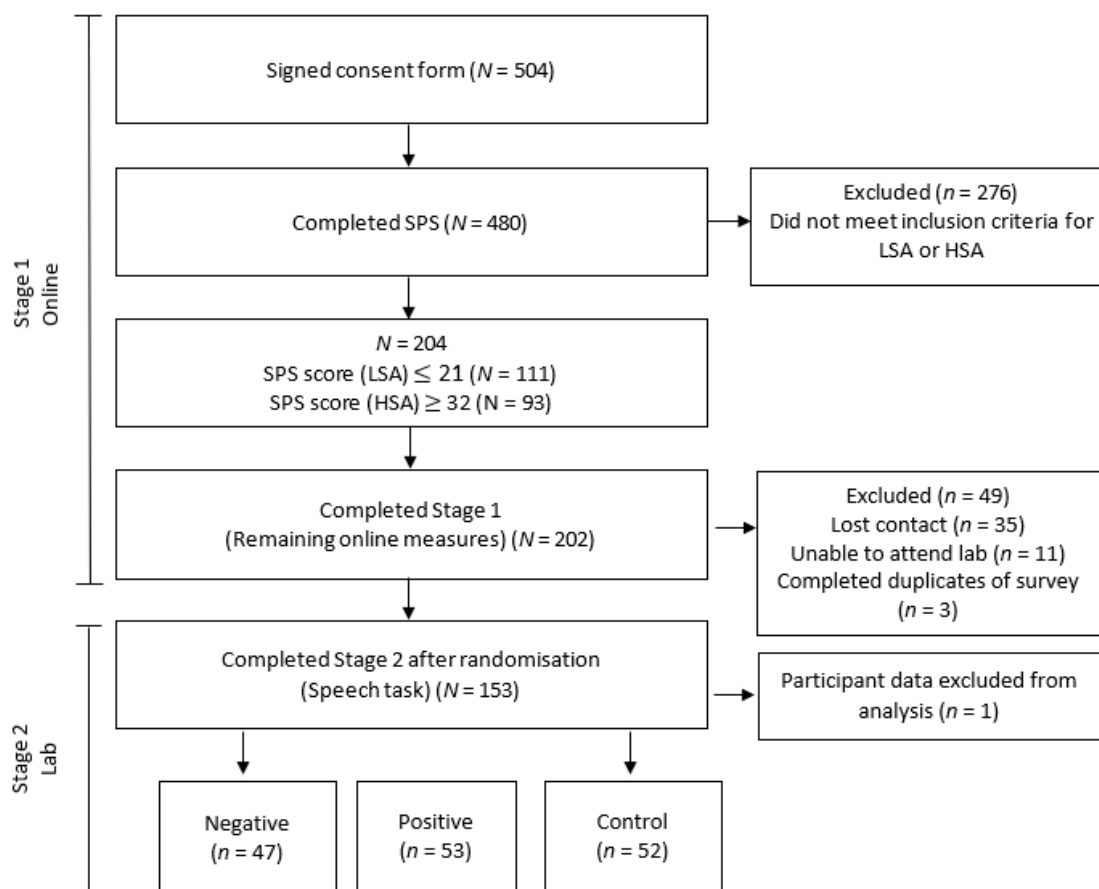 Stage 1
Online
Signed consent form (N = 504)
Completed SPS (N = 480)
Excluded (n = 276)
Did not meet inclusion criteria for
LSA or HSA
N = 204
SPS score (LSA) ≤ 21 (N = 111)
SPS score (HSA) ≥ 32 (N = 93)
Completed Stage 1
(Remaining online measures) (N = 202)
Excluded (n = 49)
Lost contact (n = 35)
Unable to attend lab (n = 11)
Completed duplicates of survey
(n = 3)
Stage 2
Lab
Completed Stage 2 after randomisation
(Speech task) (N = 153)
Participant data excluded from
analysis (n = 1)
Negative
(n = 47)
Positive
(n = 53)
Control
(n = 52)